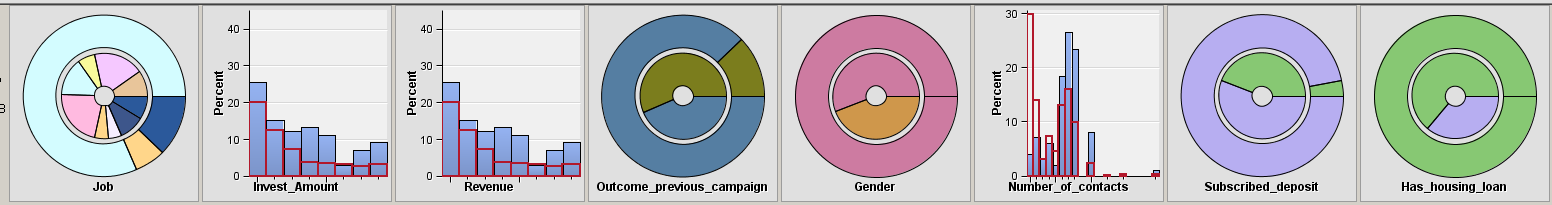 Job
40
30
20
10
0
Percent
Invest_Amount
40
30
20
10
0
Percent
Revenue
Outcome_previous_campaign
Gender
30
20
10
0
Percent
Number_of_contacts
Subscribed_deposit
Has_housing_loan